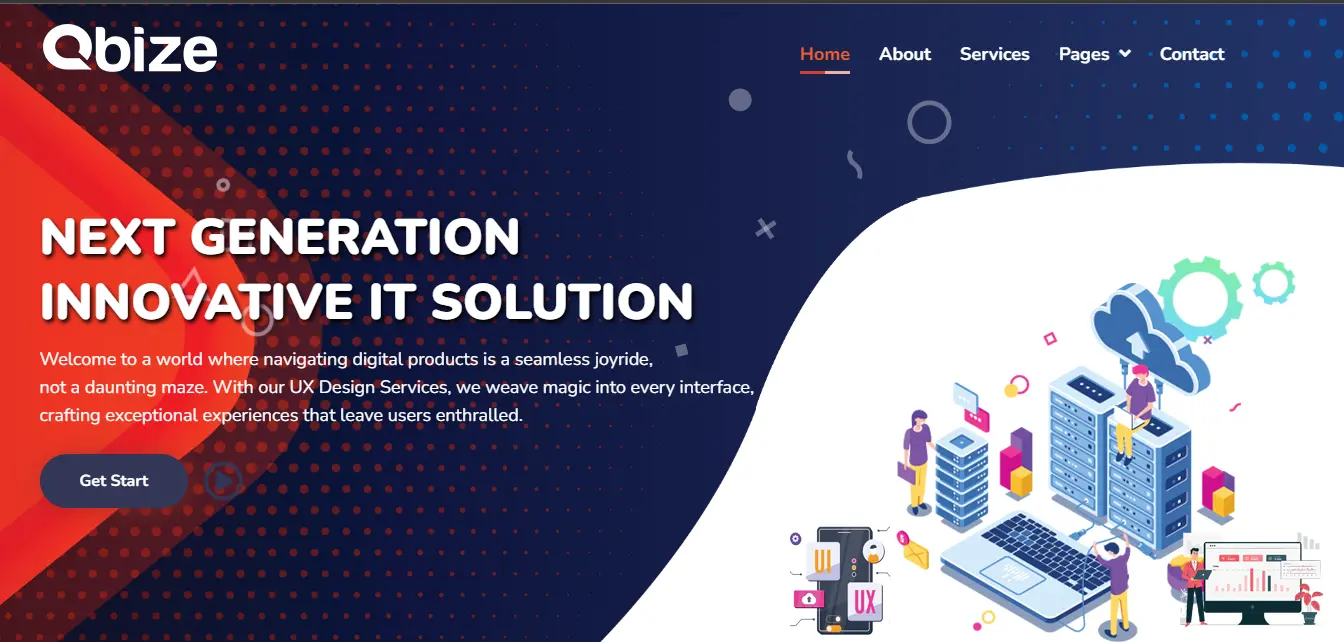 Qbize
Home About Services Pages Contact
NEXT GENERATION
INNOVATIVE IT SOLUTION
Welcome to a world where navigating digital products is a seamless joyride,
not a daunting maze. With our UX Design Services, we weave magic into every interface,
crafting exceptional experiences that leave users enthralled.
Get Start
UI
UX